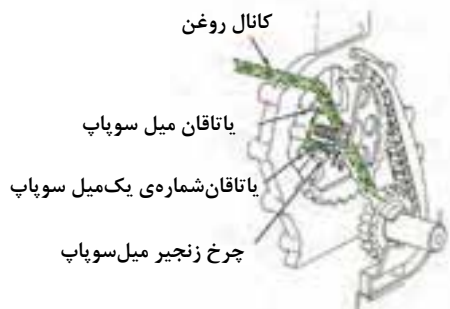 کانال روغن
یاتاقان میل سوپاپ
یاتاقان‌شماره‌ی یک‌میل سوپاپ
چرخ زنجیر میل‌سوپاپ